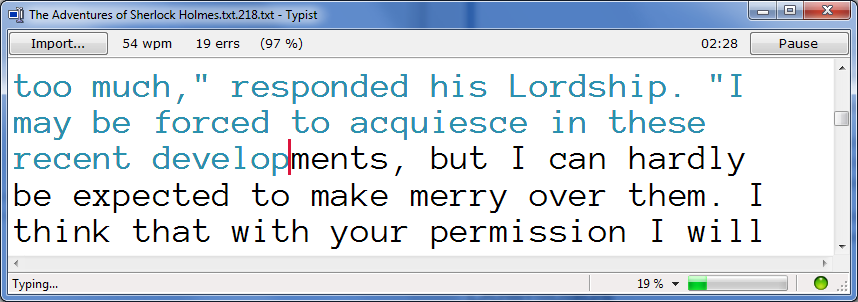 The Adventures of Sherlock Holmes.txt.218.txt - Typist
Import... 54 wpm 19 errs (97 %) 02:28 Pause
too much," responded his Lordship. "I
may be forced to acquiesce in these
recent developments, but I can hardly
be expected to make merry over them. I
think that with your permission I will
Typing... 19 %